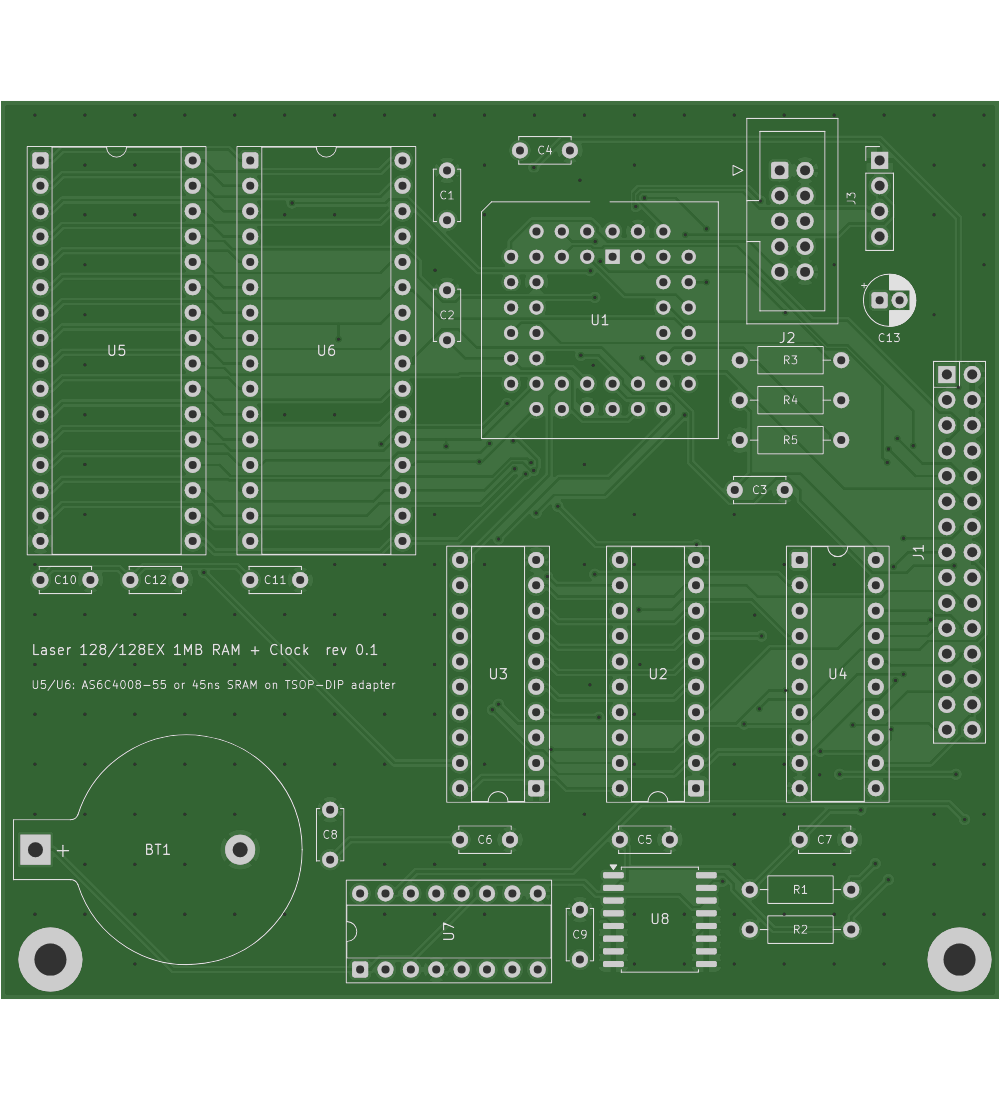 C4
C1
J3
U5
U6
C2
U1
+
C13
J2
R3
R4
R5
C3
J1
C10
C12
C11
Laser 128/128EX 1MB RAM + Clock rev 0.1
U5/U6: AS6C4008-55 or 45ns SRAM on TSOP-DIP adapter
U3
U2
U4
+
BT1
C8
C6
C5
C7
R1
U8
U7
C9
R2